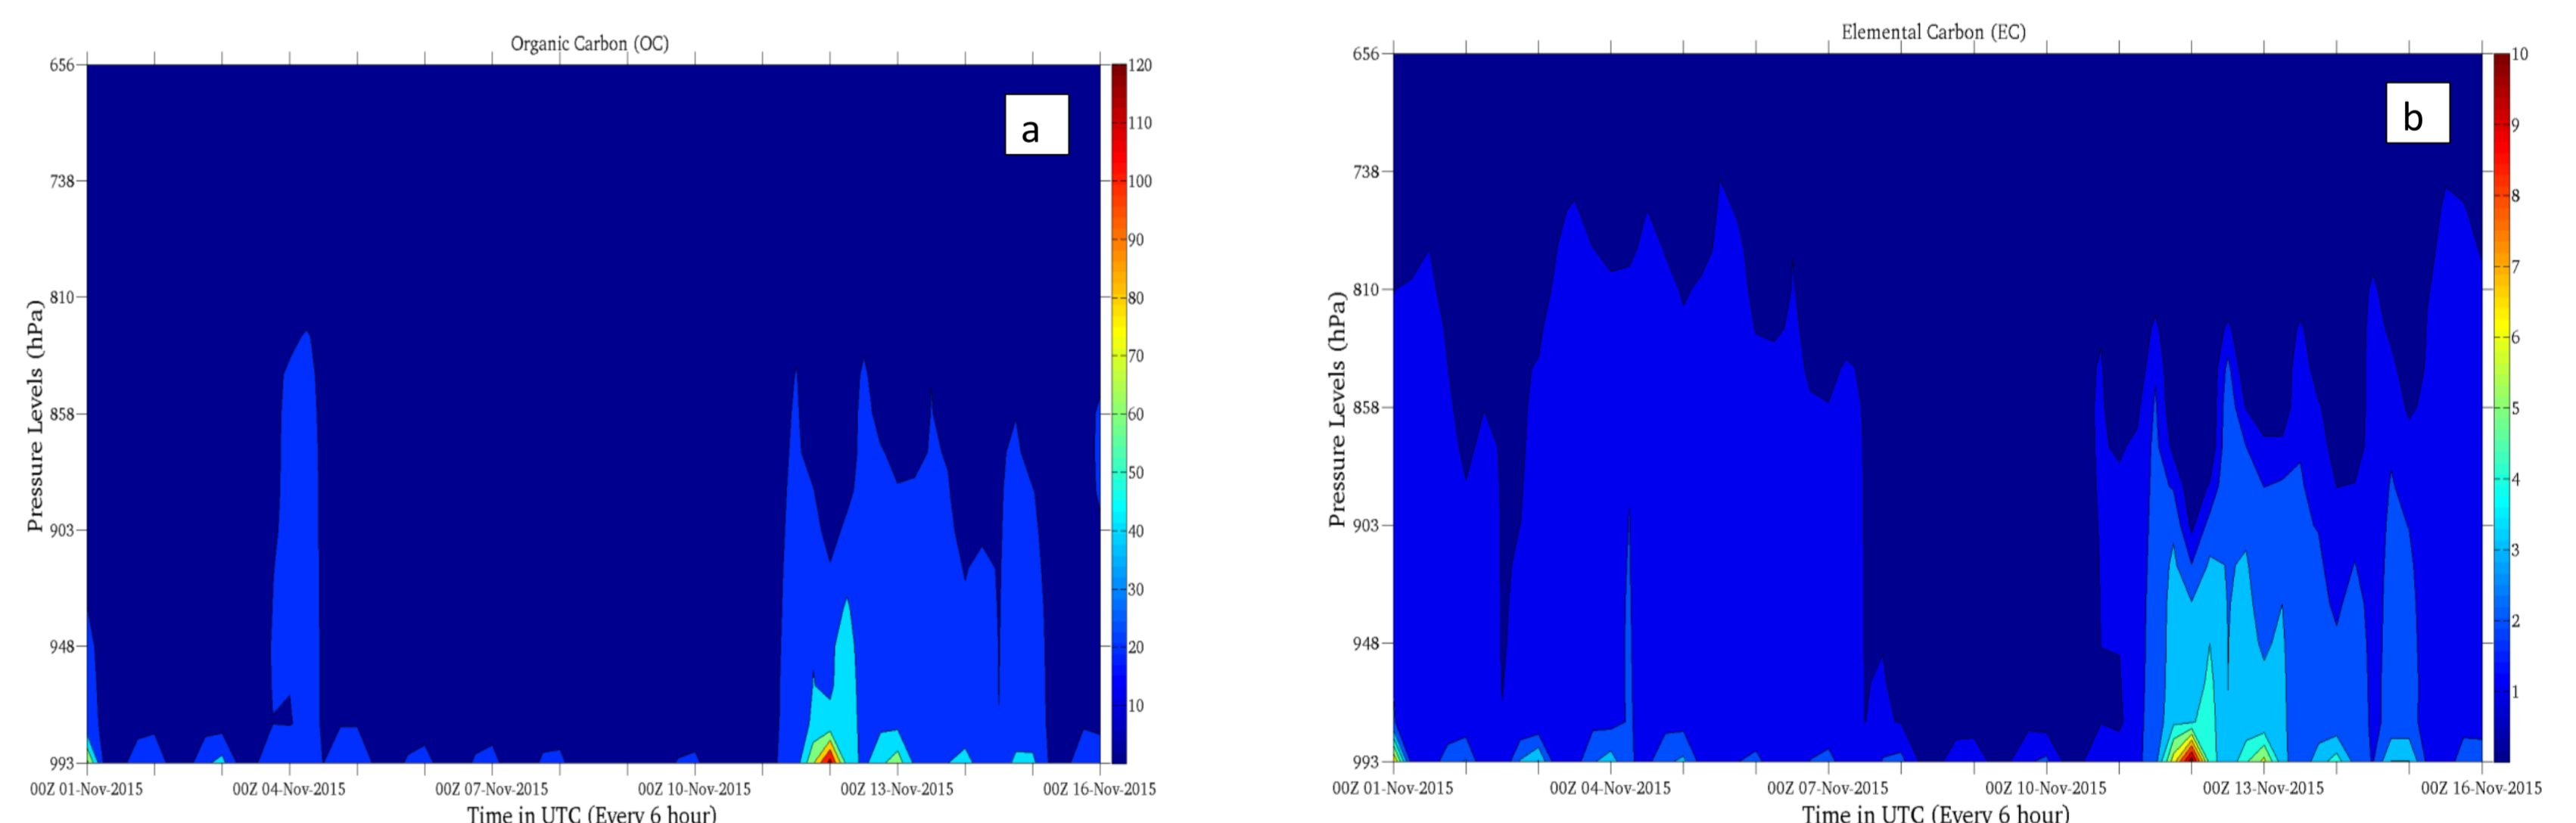 Organic Carbon (OC)
a
656
738
810
858
903
948
993
Pressure Levels (hPa)
00Z 01-Nov-2015
00Z 04-Nov-2015
00Z 07-Nov-2015
00Z 10-Nov-2015
00Z 13-Nov-2015
00Z 16-Nov-2015
Time in UTC (Every 6 hour)
120
110
100
90
80
70
60
50
40
30
20
10
Elemental Carbon (EC)
b
656
738
810
858
903
948
993
Pressure Levels (hPa)
00Z 01-Nov-2015
00Z 04-Nov-2015
00Z 07-Nov-2015
00Z 10-Nov-2015
00Z 13-Nov-2015
00Z 16-Nov-2015
Time in UTC (Every 6 hour)
10
9
8
7
6
5
4
3
2
1